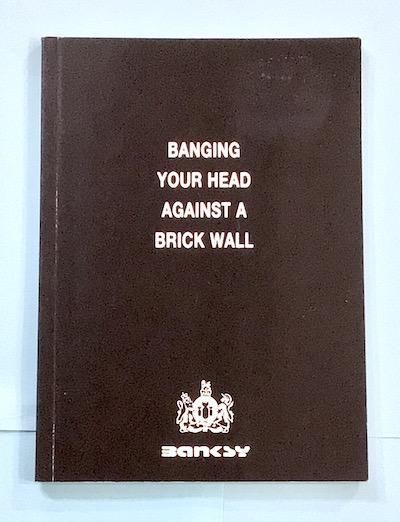 BANGING
YOUR HEAD
AGAINST A
BRICK WALL
BANKSY